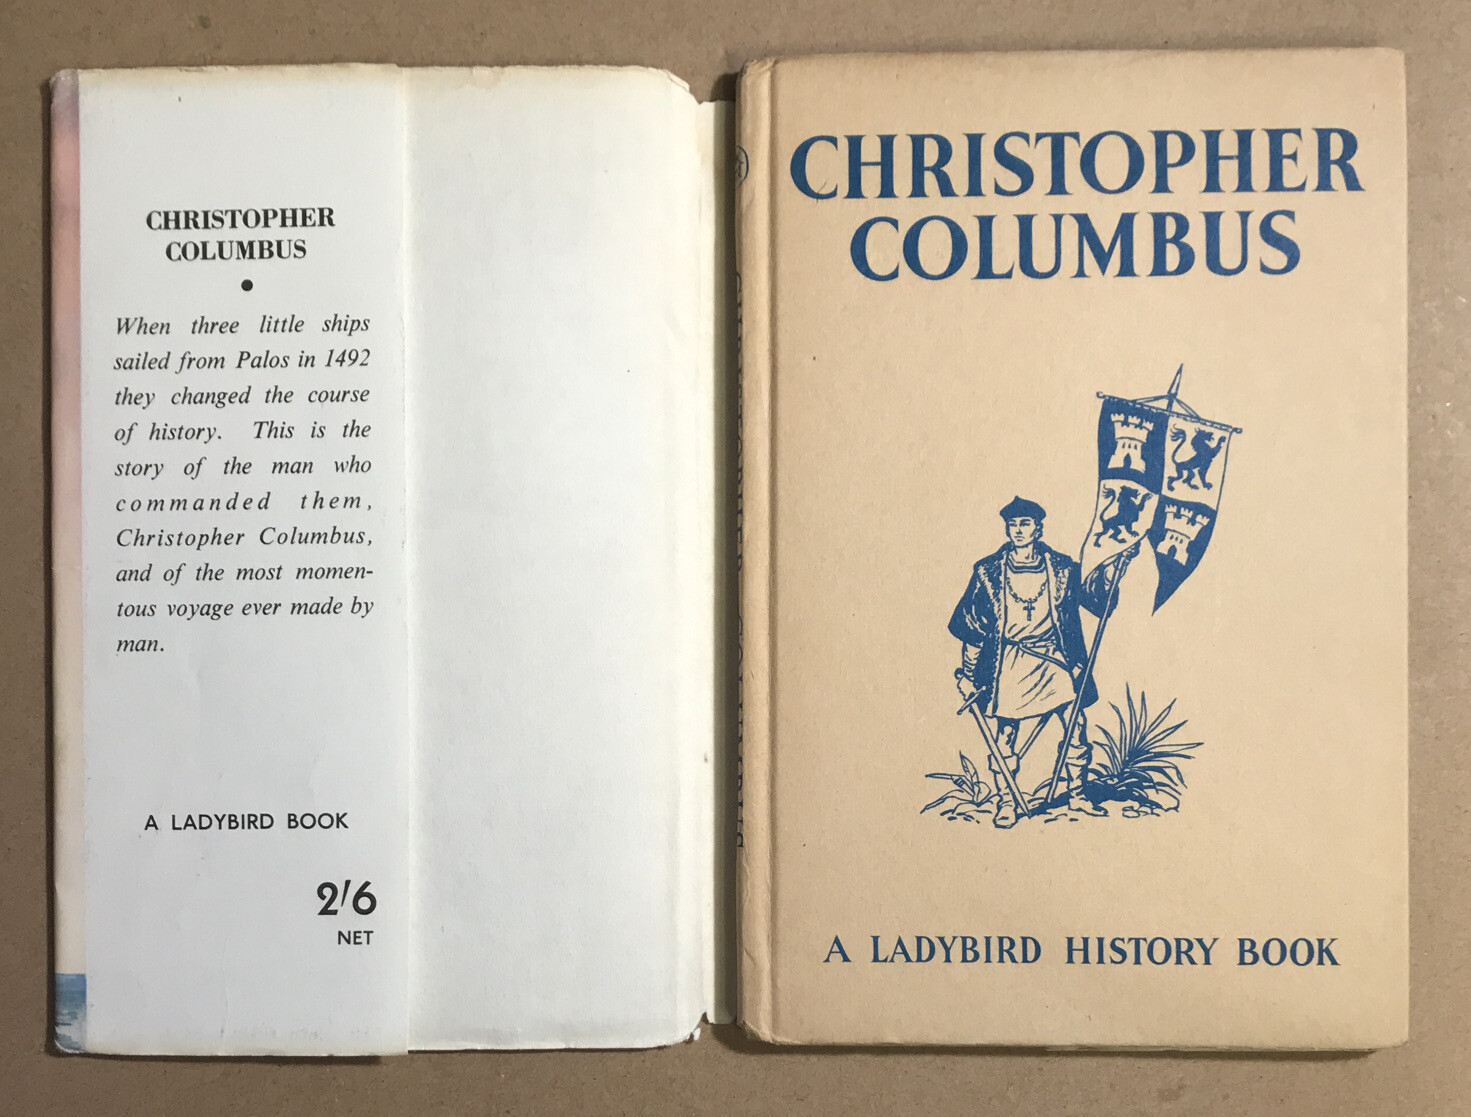 CHRISTOPHER
COLUMBUS
When three little ships
sailed from Palos in 1492
they changed the course
of history. This is the
story of the man who
commanded them,
Christopher Columbus,
and of the most momen-
tous voyage ever made by
man.
A LADYBIRD BOOK
2/6
NET
CHRISTOPHER COLUMBUS
CHRISTOPHER
COLUMBUS
A LADYBIRD HISTORY BOOK